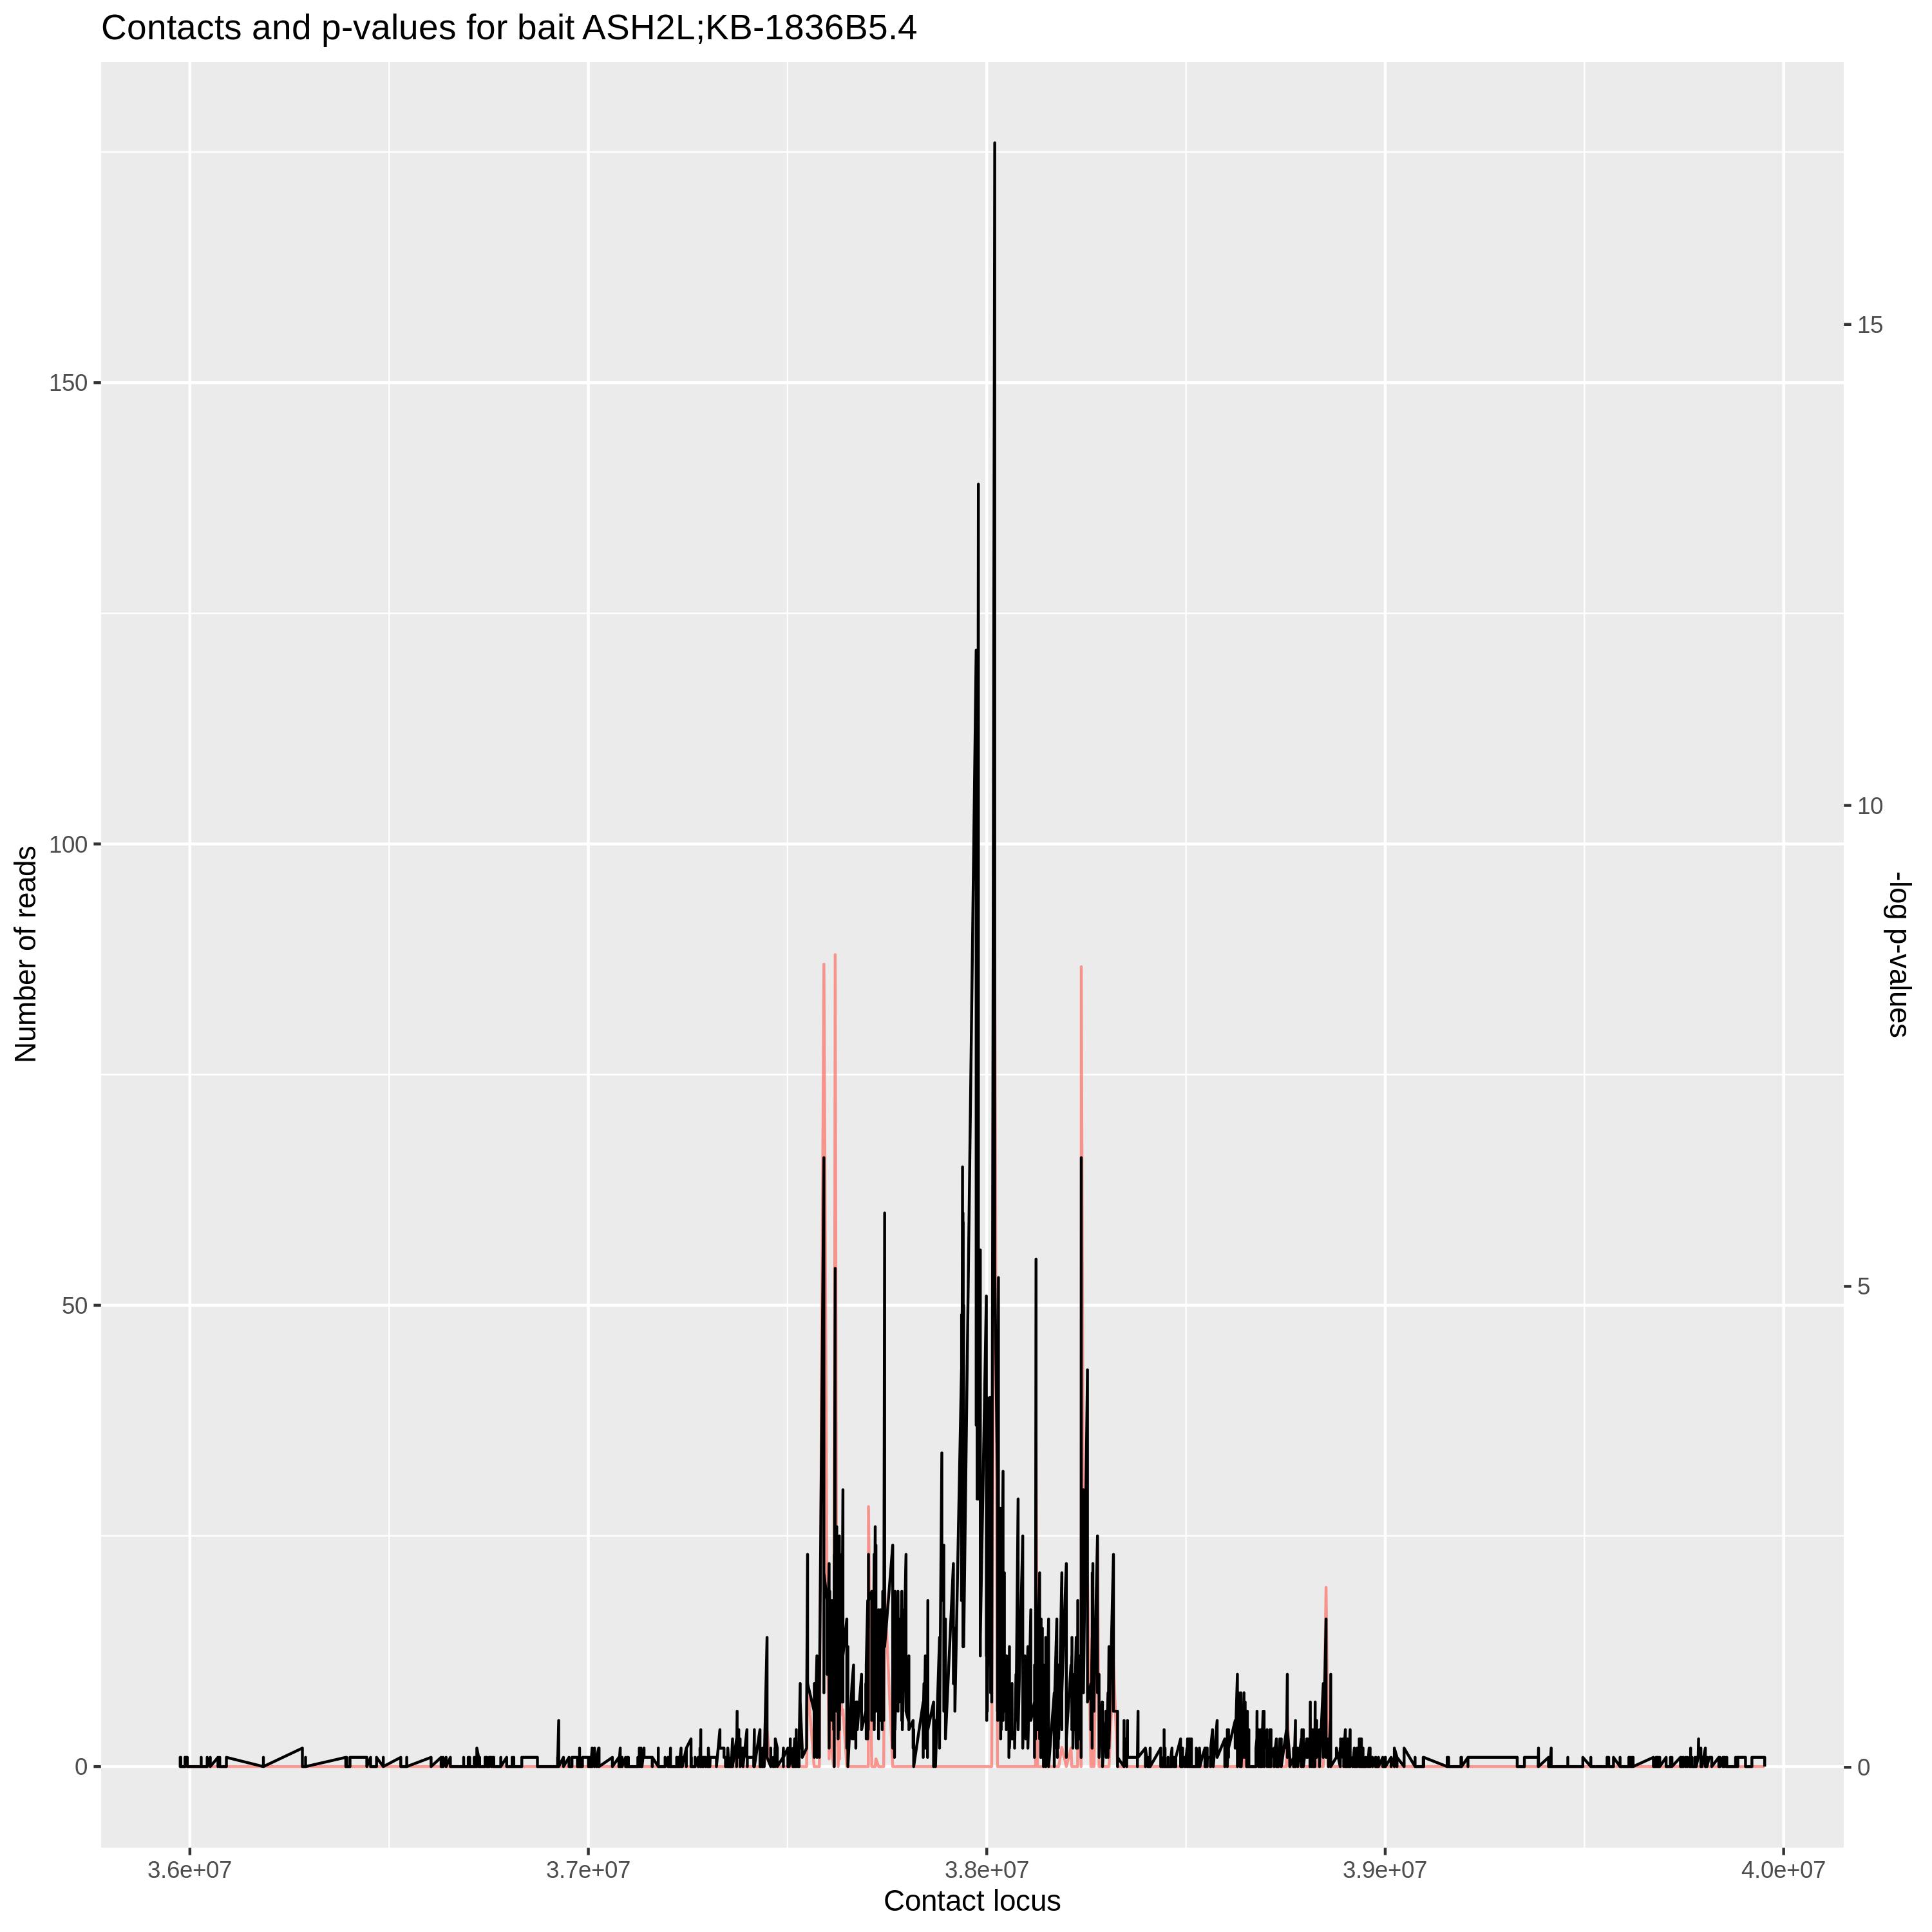 Contacts and p-values for bait ASH2L;KB-1836B5.4
Number of reads
150
100
50
0
15
10
5
0
-log p-values
3.6e+07
3.7e+07
3.8e+07
3.9e+07
4.0e+07
Contact locus